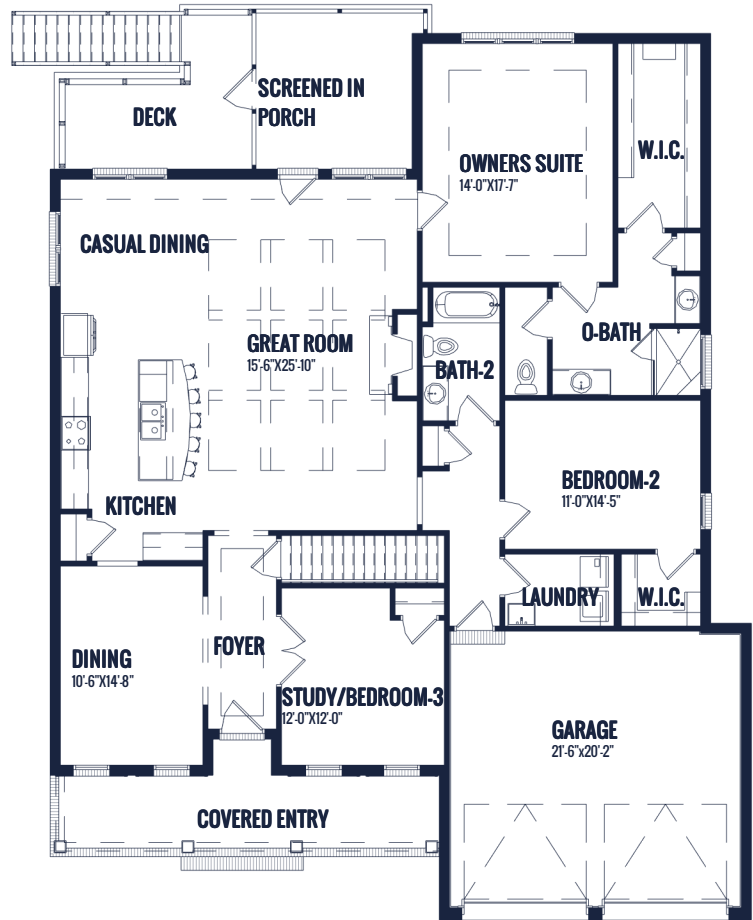 SCREENED IN
PORCH
DECK
OWNERS SUITE
14'-0"X17'-7"
W.I.C.
CASUAL DINING
GREAT ROOM
15'-6"X25'-10"
O-BATH
BATH-2
BEDROOM-2
11'-0"X14'-5"
KITCHEN
LAUNDRY
W.I.C.
DINING
10'-6"X14'-8"
FOYER
STUDY/BEDROOM-3
12'-0"X12'-0"
GARAGE
21'-6"x20'-2"
COVERED ENTRY